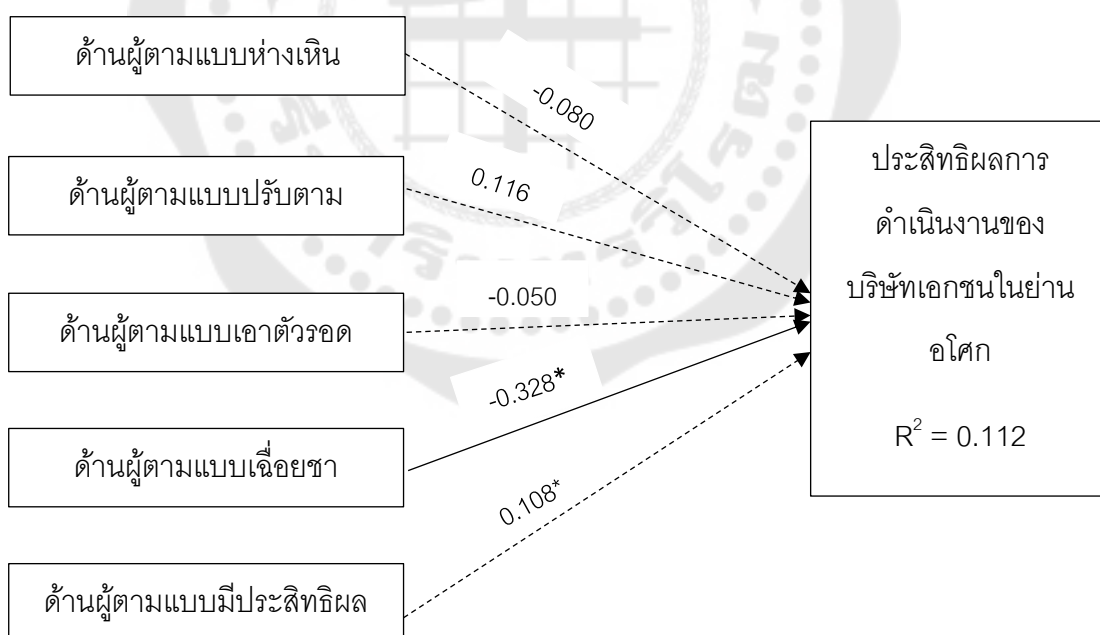 ด้านผู้ตามแบบห่างเหิน
-0.080
ด้านผู้ตามแบบปรับตาม
0.116
ด้านผู้ตามแบบเอาตัวรอด
-0.050
ด้านผู้ตามแบบเฉื่อยชา
-0.328*
ด้านผู้ตามแบบมีประสิทธิผล
0.108*
ประสิทธิผลการ
ดำเนินงานของ
บริษัทเอกชนในย่าน
อโศก
R² = 0.112